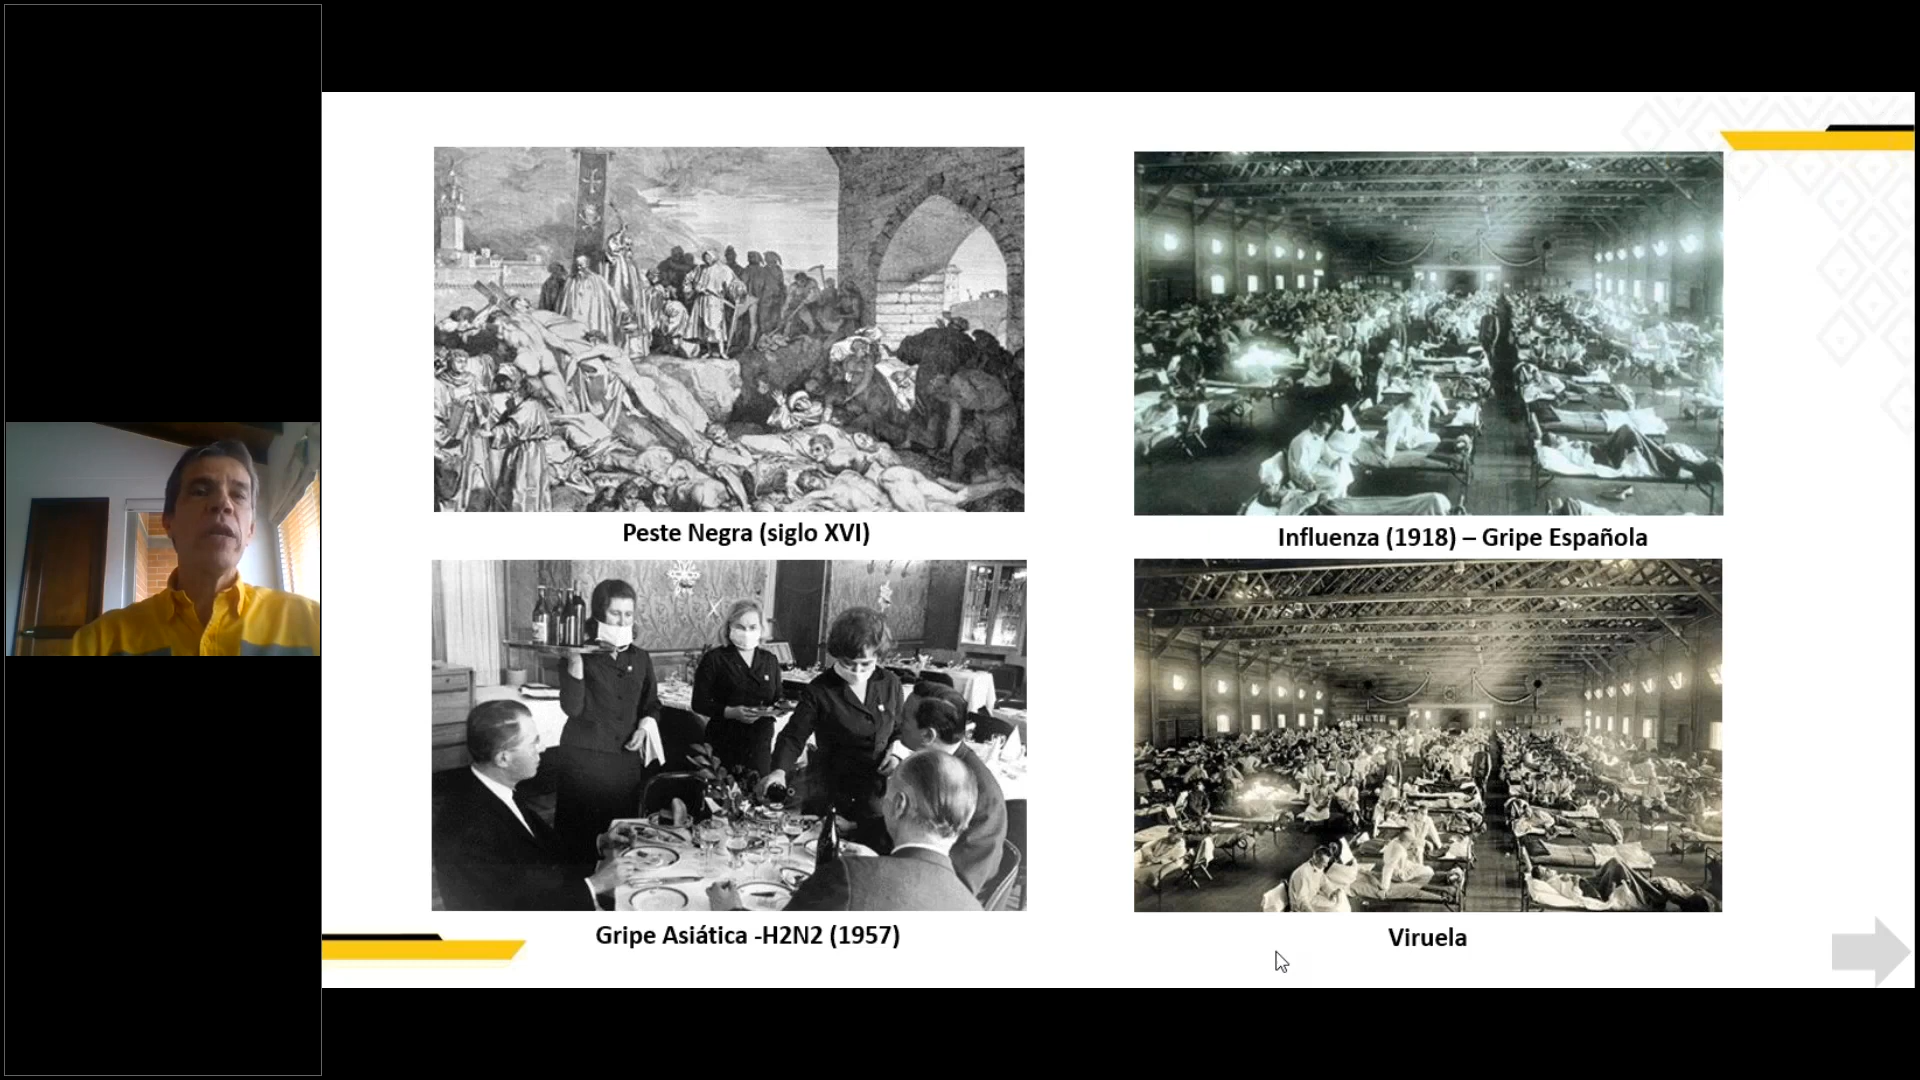 Peste Negra (siglo XVI)
Influenza (1918) – Gripe Española
Gripe Asiática -H2N2 (1957)
Viruela